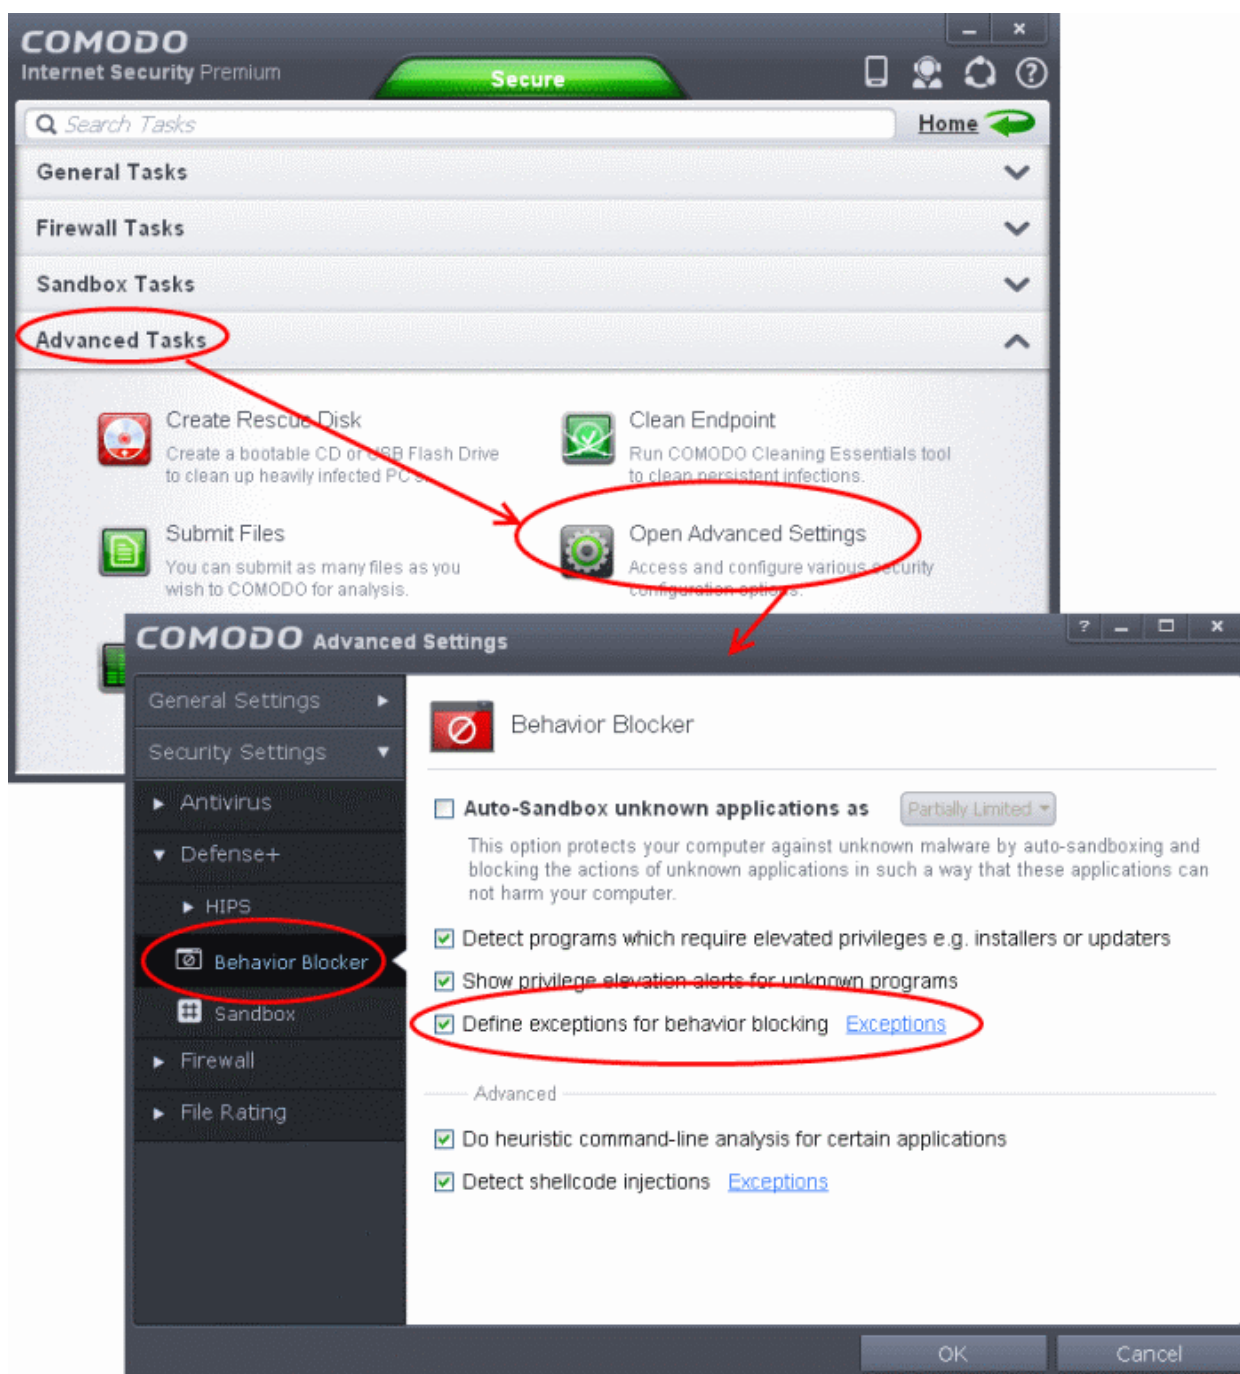 COMODO
Internet Security Premium
Secure
Search Tasks
Home
General Tasks
Firewall Tasks
Sandbox Tasks
Advanced Tasks
Create Rescue Disk
Create a bootable CD or USB Flash Drive
to clean up heavily infected PC's.
Clean Endpoint
Run COMODO Cleaning Essentials tool
to clean persistent infections.
Submit Files
You can submit as many files as you
wish to COMODO for analysis.
Open Advanced Settings
Access and configure various security
configuration options.
COMODO Advanced Settings
General Settings
Security Settings
Antivirus
Defense+
HIPS
Behavior Blocker
Sandbox
Firewall
File Rating
Behavior Blocker
Auto-Sandbox unknown applications as Partially Limited
This option protects your computer against unknown malware by auto-sandboxing and
blocking the actions of unknown applications in such a way that these applications can
not harm your computer.
Detect programs which require elevated privileges e.g. installers or updaters
Show privilege elevation alerts for unknown programs
Define exceptions for behavior blocking Exceptions
Advanced
Do heuristic command-line analysis for certain applications
Detect shellcode injections Exceptions
OK
Cancel